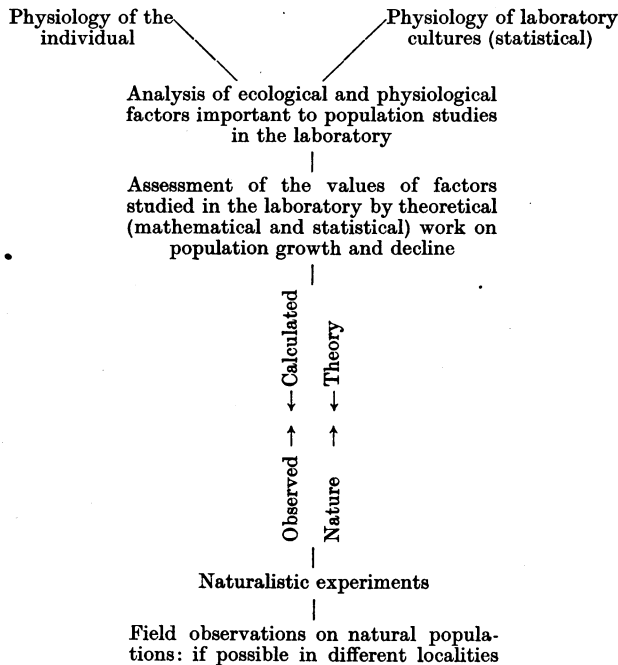 Physiology of the
individual
Physiology of laboratory
cultures (statistical)
Analysis of ecological and physiological
factors important to population studies
in the laboratory
Assessment of the values of factors
studied in the laboratory by theoretical
(mathematical and statistical) work on
population growth and decline
Observed → ← Calculated
Nature → ← Theory
Naturalistic experiments
Field observations on natural popula-
tions: if possible in different localities